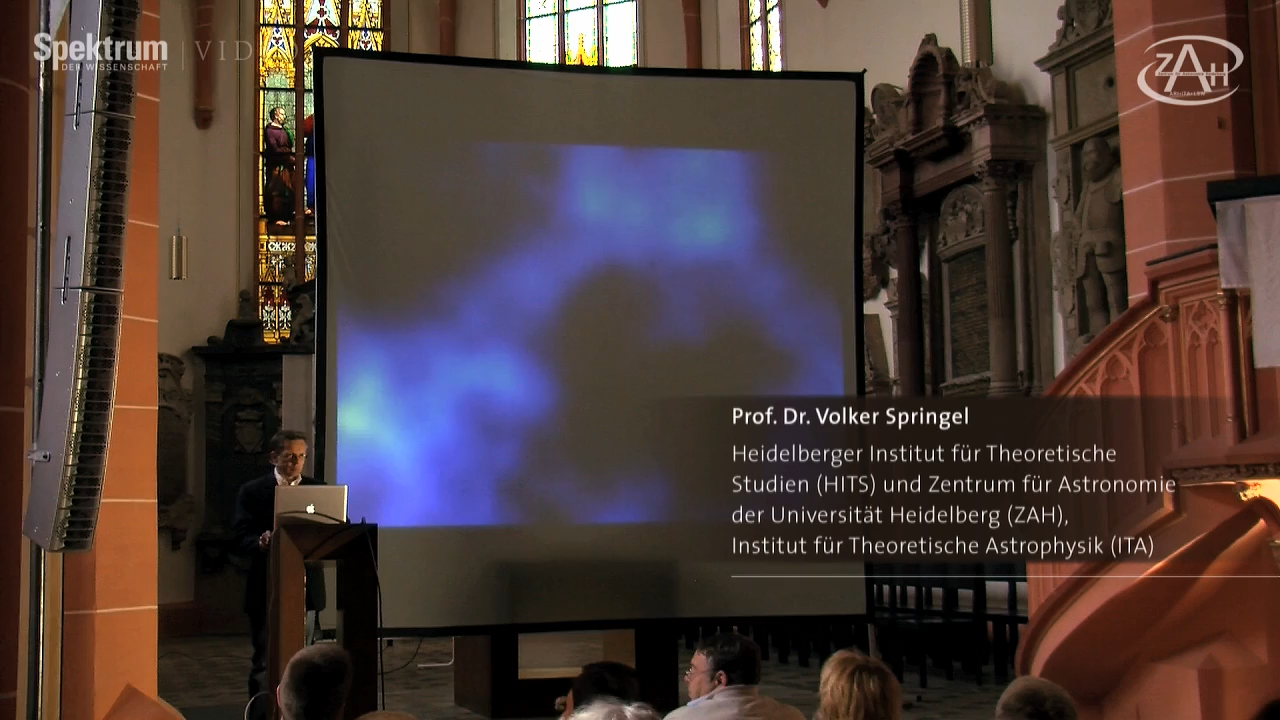 Spektrum | VIDEO
DER WISSENSCHAFT
ZAH
Prof. Dr. Volker Springel
Heidelberger Institut für Theoretische
Studien (HITS) und Zentrum für Astronomie
der Universität Heidelberg (ZAH),
Institut für Theoretische Astrophysik (ITA)